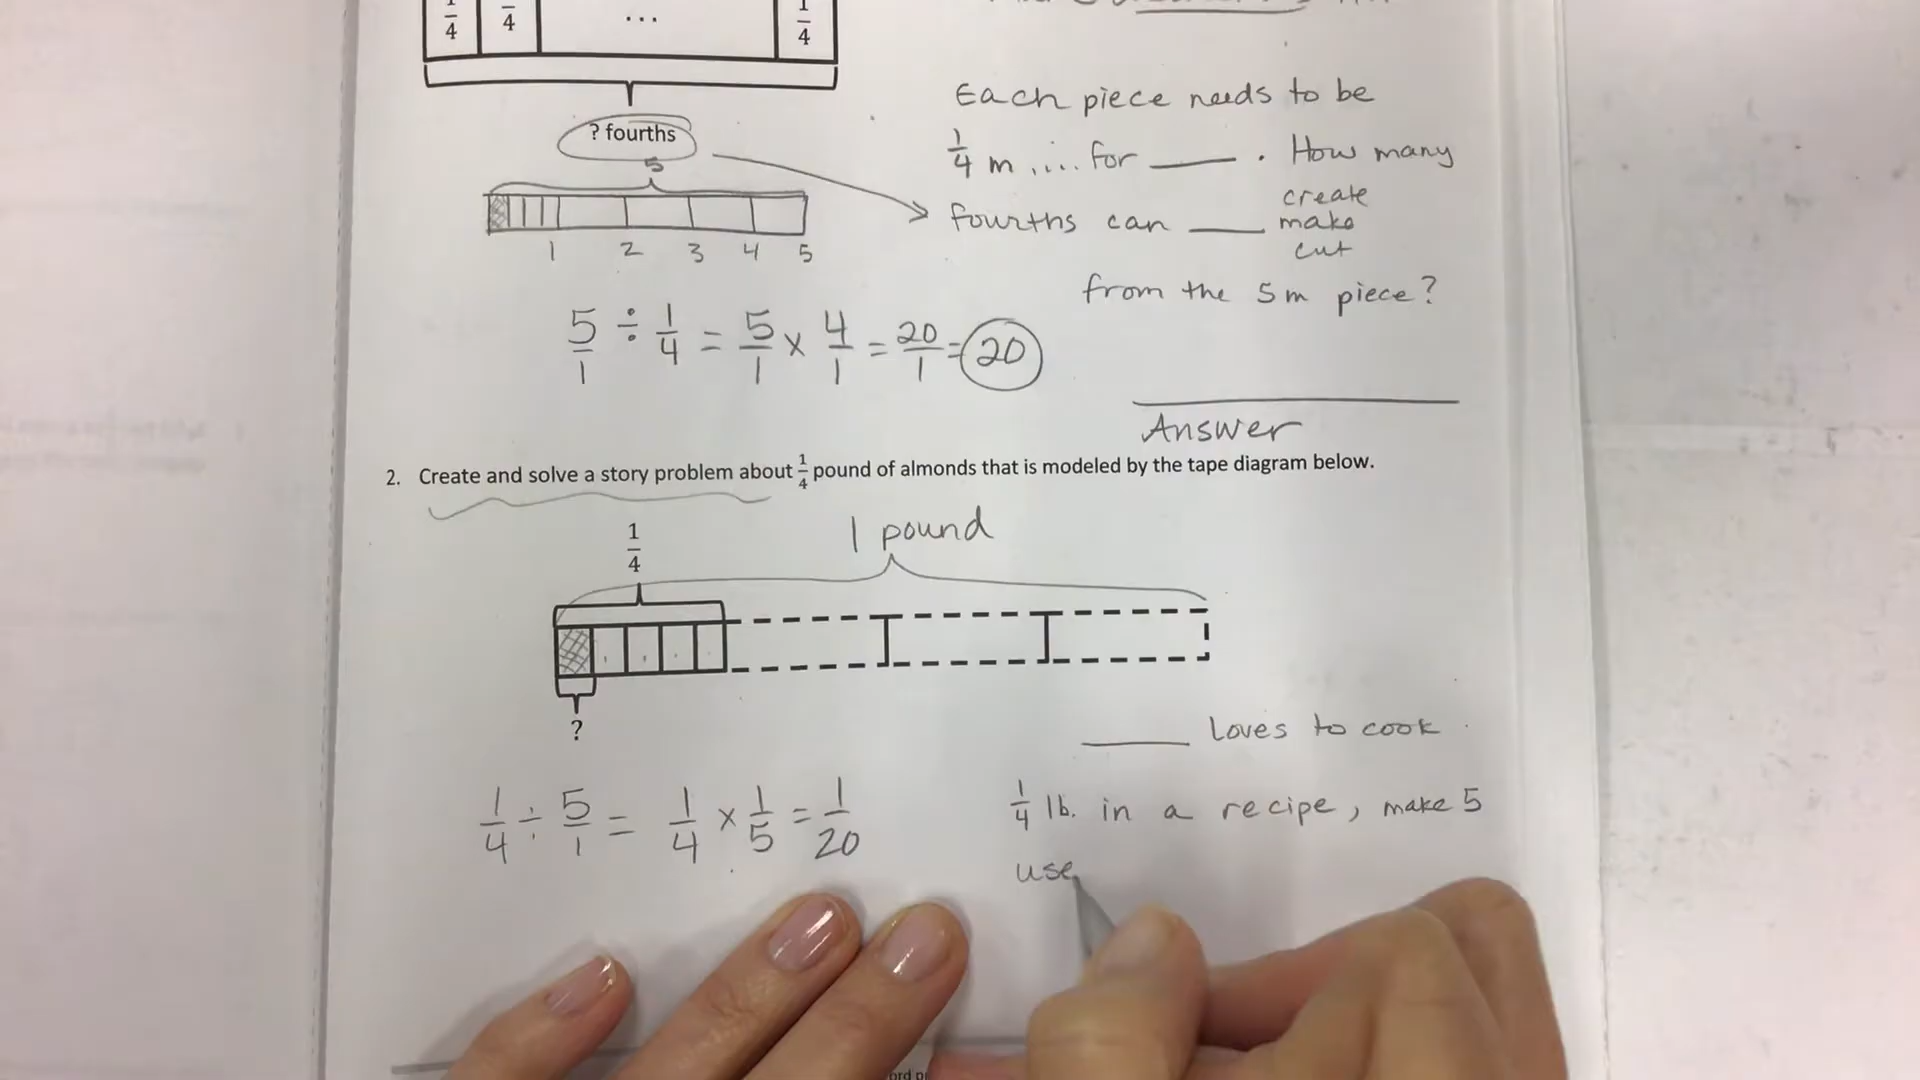 1/4 1/4 ... 1/4
? fourths
5
1 2 3 4 5
5/1 ÷ 1/4 = 5/1 x 4/1 = 20/1 = 20
Each piece needs to be
1/4 m .... for ____ . How many
fourths can ____ create
make
cut
from the 5m piece?
Answer
2. Create and solve a story problem about 1/4 pound of almonds that is modeled by the tape diagram below.
1/4
1 pound
?
1/4 ÷ 5/1 = 1/4 x 1/5 = 1/20
____ Loves to cook .
1/4 lb. in a recipe, make 5
use